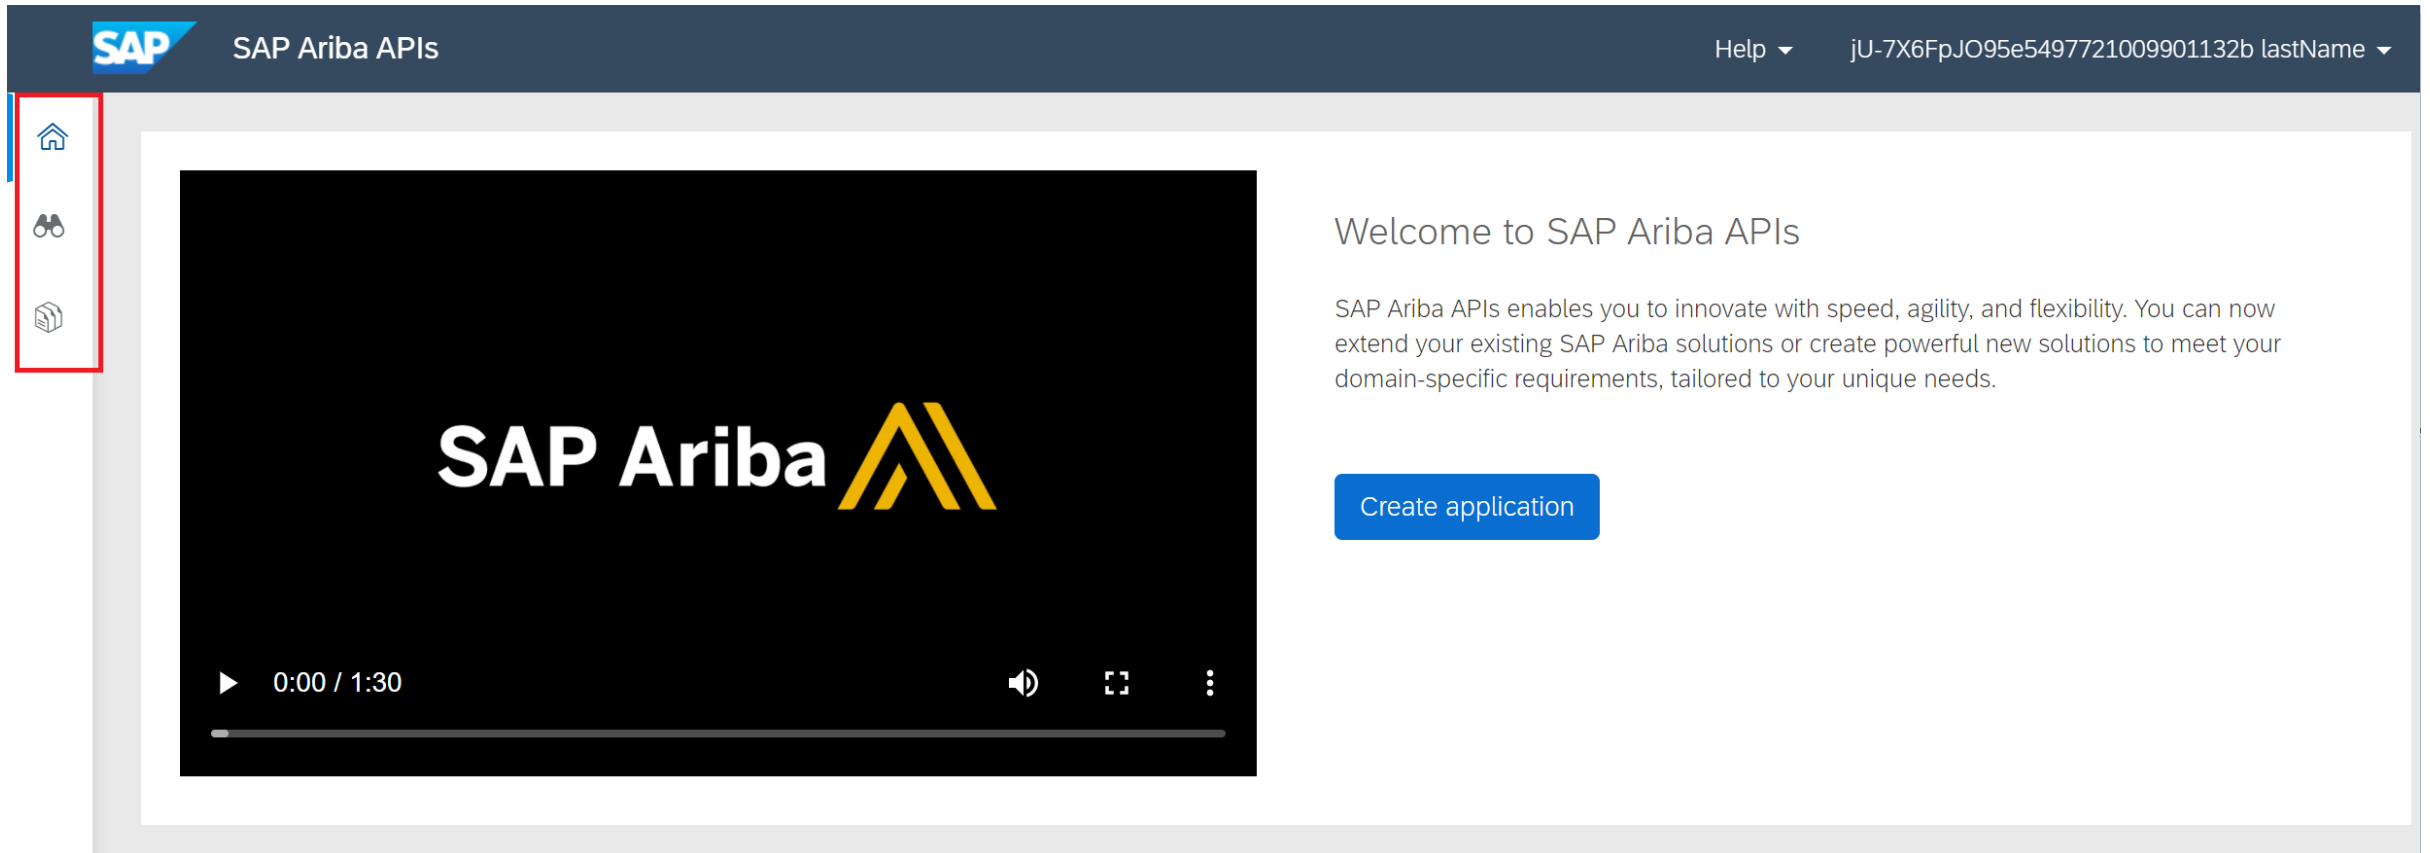 SAP
SAP Ariba APIs
Help
jU-7X6FpJO95e5497721009901132b lastName
SAP Ariba
0:00 / 1:30
Welcome to SAP Ariba APIs
SAP Ariba APIs enables you to innovate with speed, agility, and flexibility. You can now
extend your existing SAP Ariba solutions or create powerful new solutions to meet your
domain-specific requirements, tailored to your unique needs.
Create application